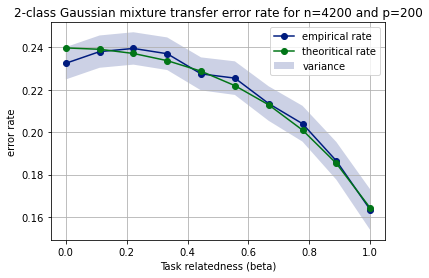 2-class Gaussian mixture transfer error rate for n=4200 and p=200
empirical rate
theoritical rate
variance
error rate
0.24
0.22
0.20
0.18
0.16
0.0
0.2
0.4
0.6
0.8
1.0
Task relatedness (beta)